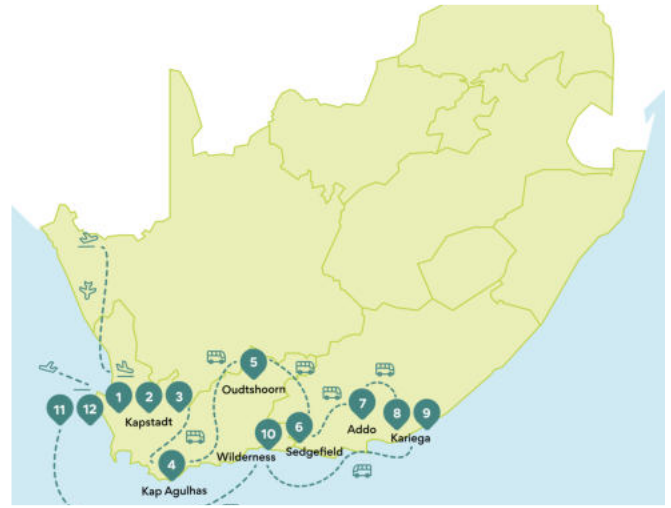 5
Oudtshoorn
1
2
3
Kapstadt
11
12
7
Addo
8
9
Kariega
6
Sedgefield
10
Wilderness
4
Kap Agulhas